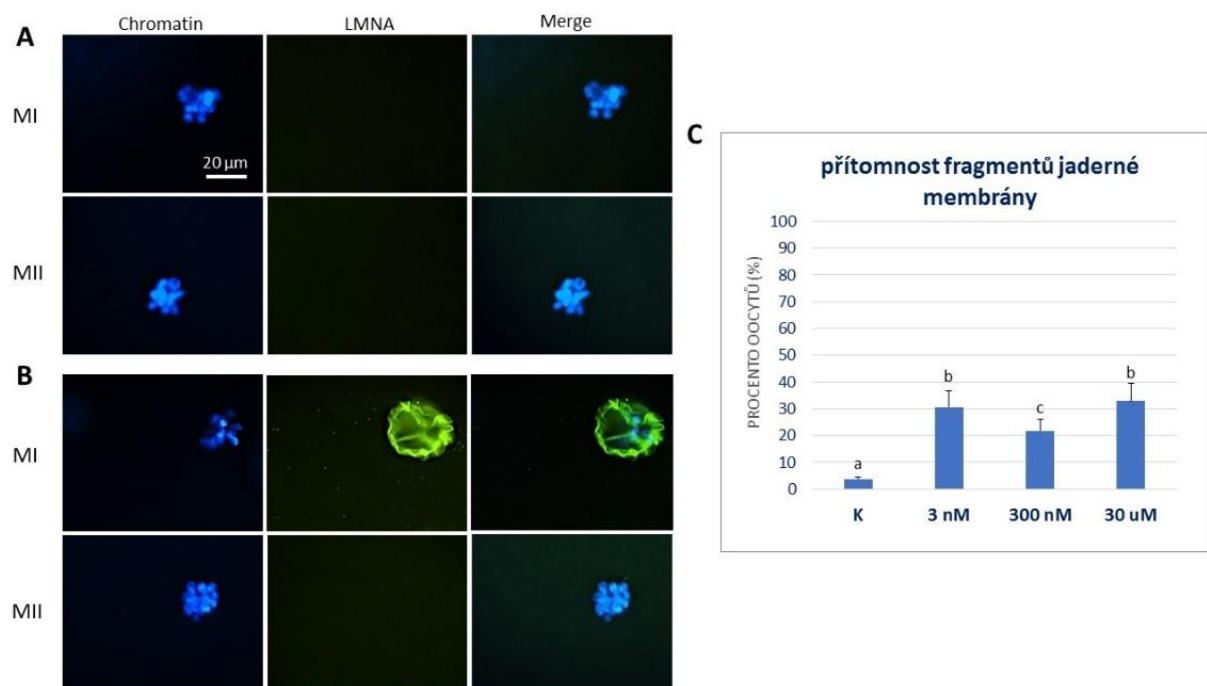 A
Chromatin LMNA Merge
MI
20 µm
MII
B
MI
MII
C
přítomnost fragmentů jaderné
membrány
PROCENTO OOCYTŮ (%)
100
90
80
70
60
50
40
30
20
10
0
a
b
c
b
K 3 nM 300 nM 30 uM